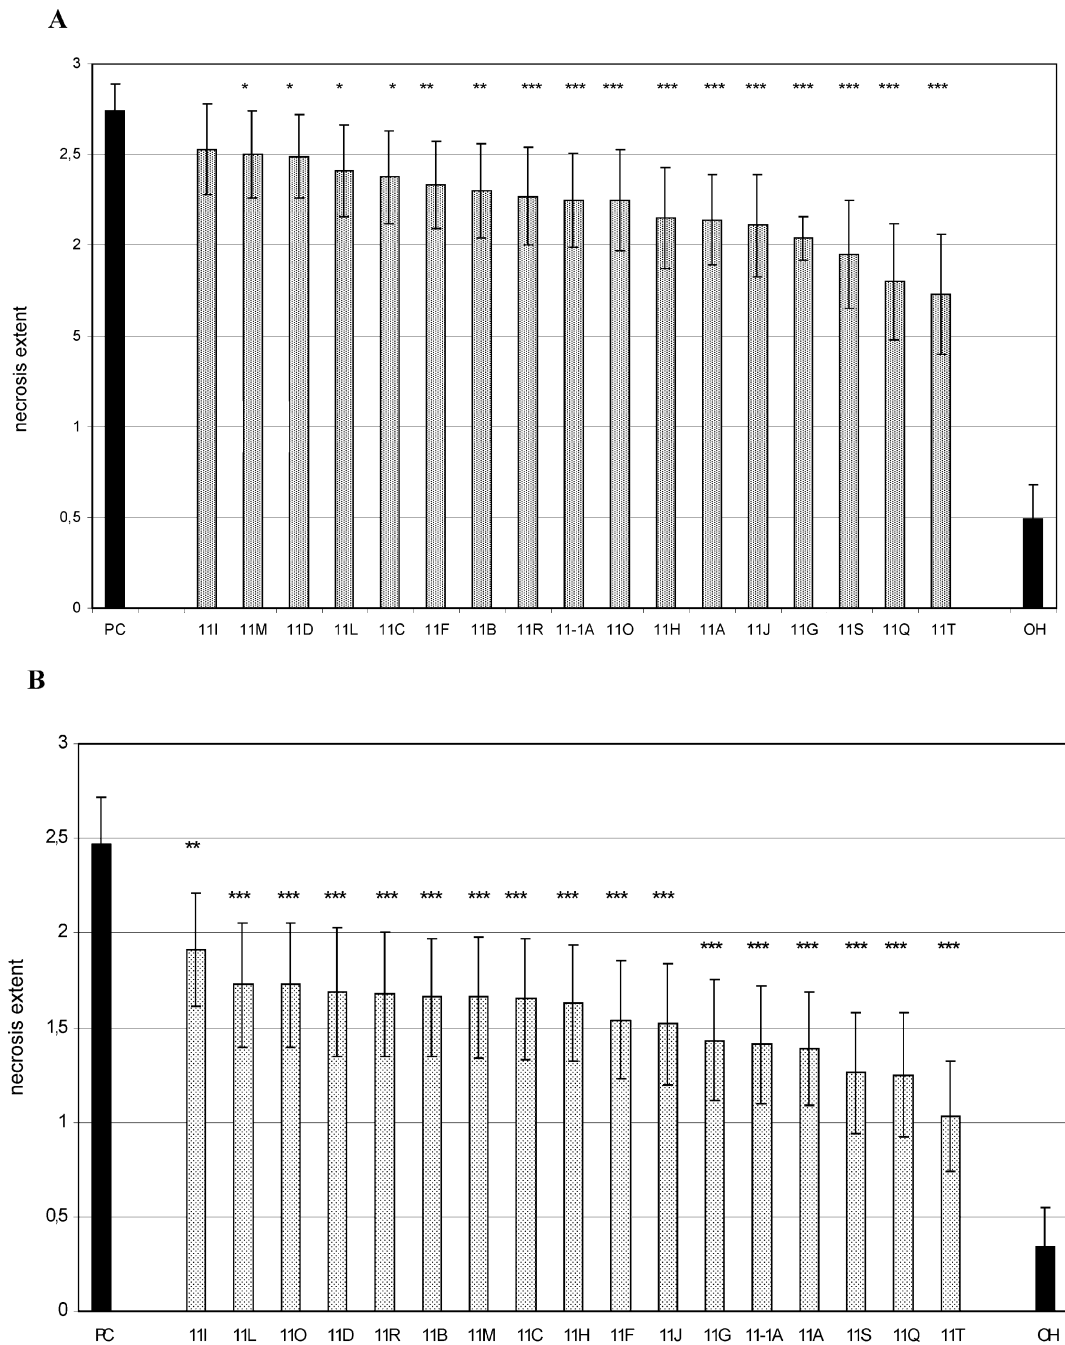 A
3
* * * * ** ** *** *** *** *** *** *** *** *** *** ***
2,5
2
5
1
0,5
0
necrosis extent
PC 11I 11M 11D 11L 11C 11F 11B 11R 11-1A 11O 11H 11A 11J 11G 11S 11Q 11T OH
B
3
2,5
**
*** *** *** *** *** *** *** *** *** ***
2
*** *** *** *** *** ***
1,5
1
0,5
0
necrosis extent
PC 11I 11L 11O 11D 11R 11B 11M 11C 11H 11F 11J 11G 11-1A 11A 11S 11Q 11T OH